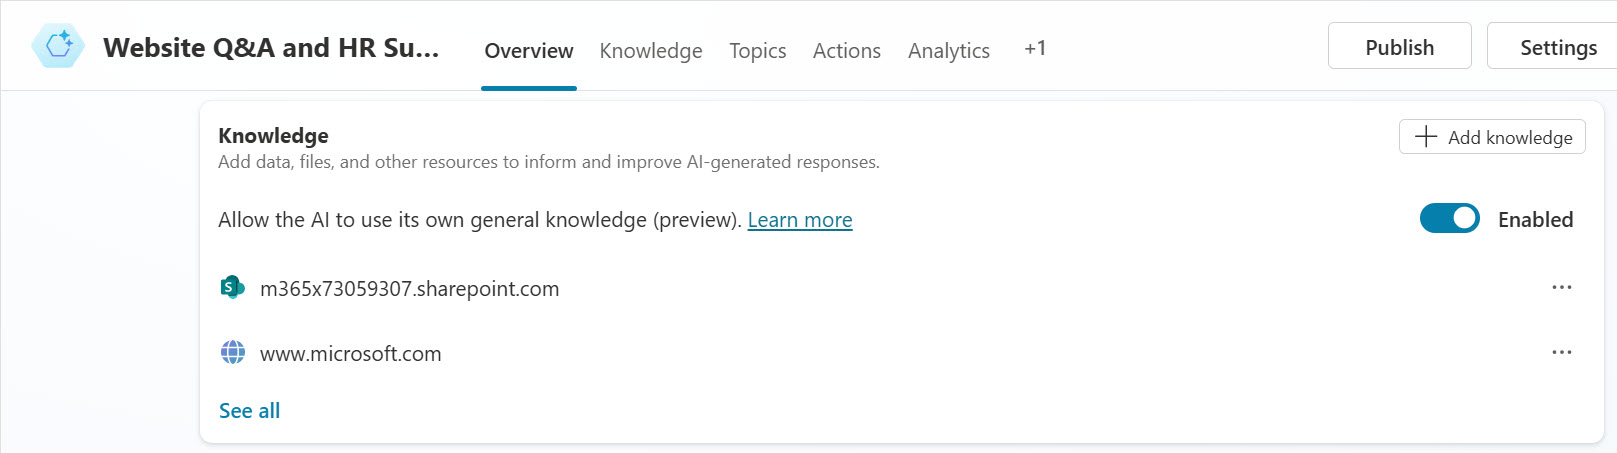 Website Q&A and HR Su... Overview Knowledge Topics Actions Analytics +1 Publish Settings
Knowledge
Add knowledge
Add data, files, and other resources to inform and improve AI-generated responses.
Allow the AI to use its own general knowledge (preview). Learn more Enabled
m365x73059307.sharepoint.com
www.microsoft.com
See all